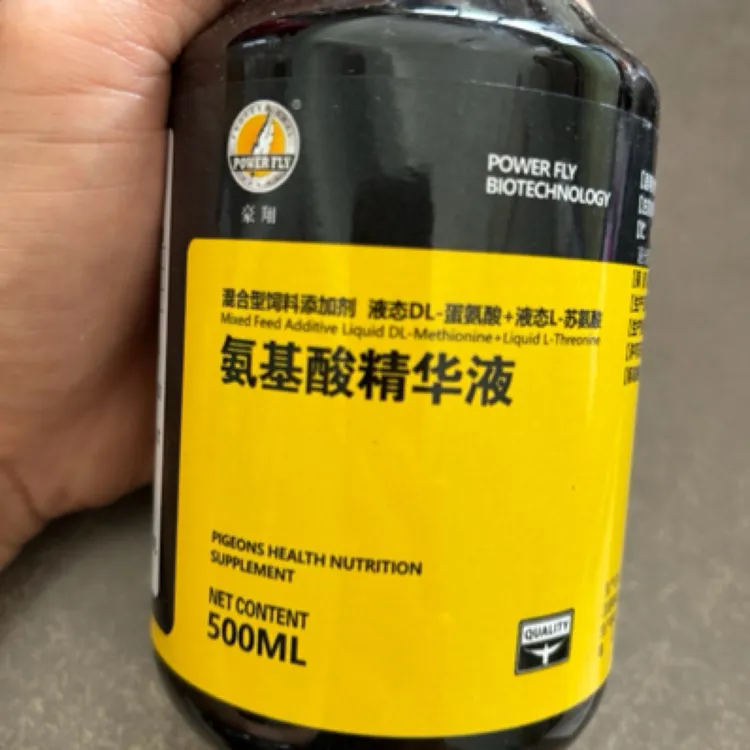 POWER FLY
豪翔
POWER FLY
BIOTECHNOLOGY
混合型饲料添加剂 液态DL-蛋氨酸+液态L-苏氨酸
Mixed Feed Additive Liquid DL-Methionine+Liquid L-Threonine
氨基酸精华液
PIGEONS HEALTH NUTRITION
SUPPLEMENT
NET CONTENT
500ML
QUALITY